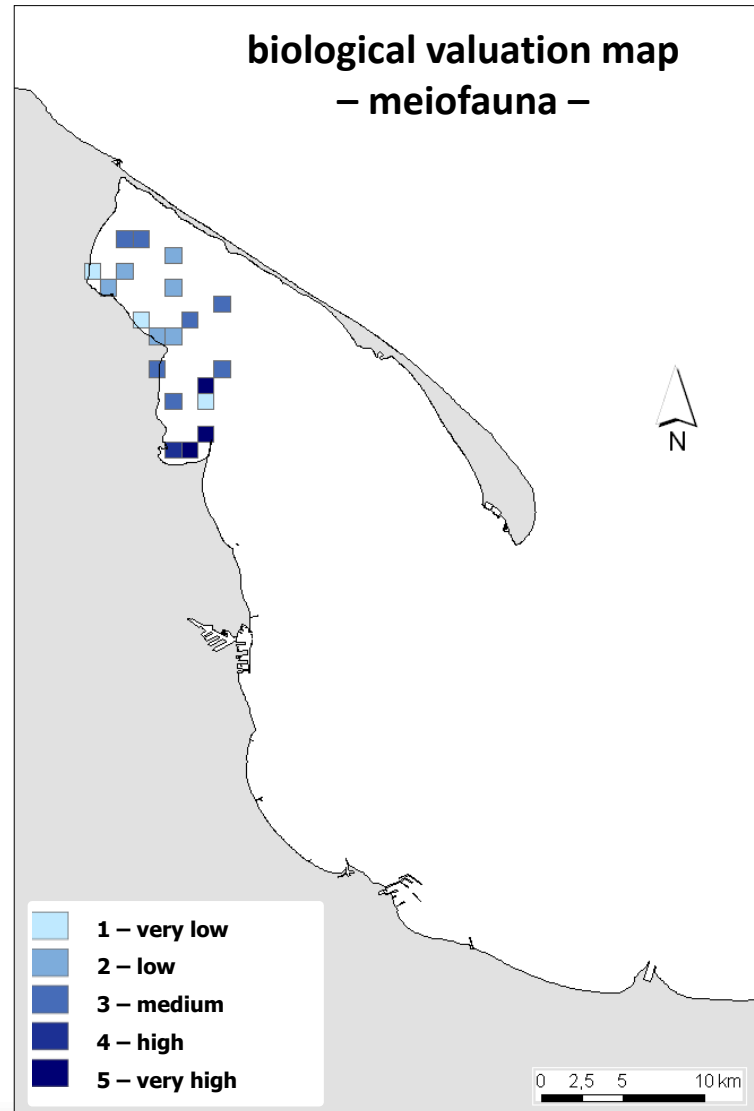 biological valuation map
– meiofauna –
N
1 – very low
2 – low
3 – medium
4 – high
5 – very high
0 2,5 5 10 km